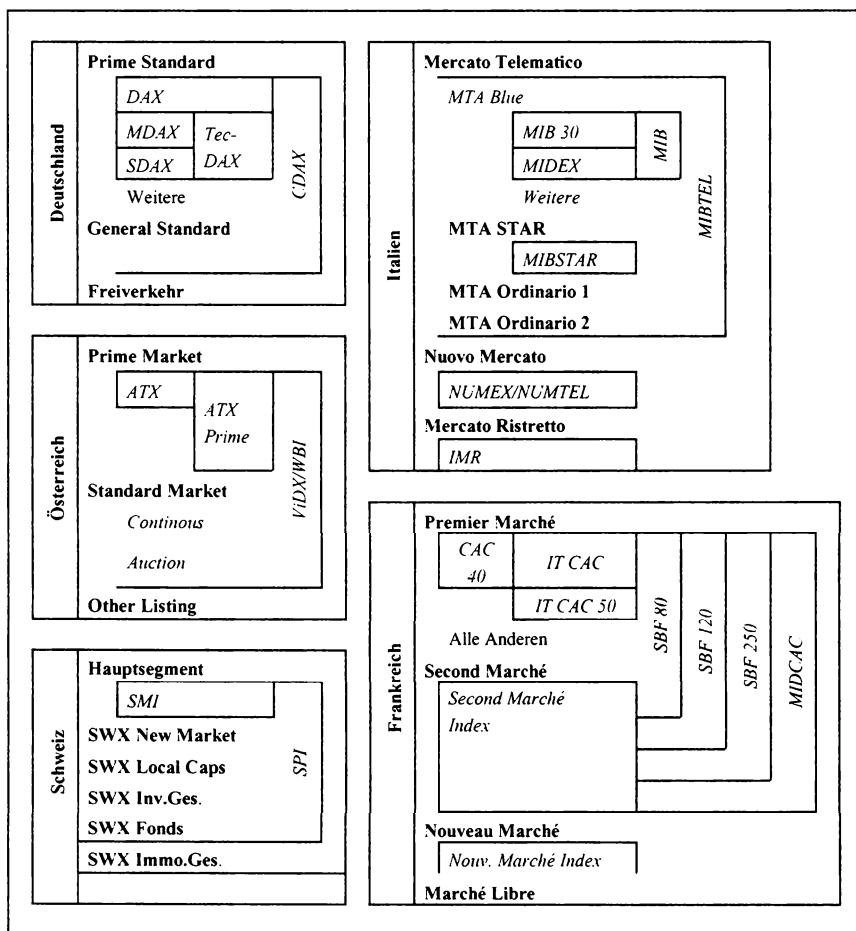 Deutschland
Prime Standard
DAX
MDAX
SDAX
Tec-
DAX
CDAX
Weitere
General Standard
Freiverkehr
Österreich
Prime Market
ATX
ATX
Prime
ViDX/WBI
Standard Market
Continous
Auction
Other Listing
Schweiz
Hauptsegment
SMI
SPI
SWX New Market
SWX Local Caps
SWX Inv.Ges.
SWX Fonds
SWX Immo.Ges.
Italien
Mercato Telematico
MTA Blue
MIB 30
MIDEX
MIB
MIBTEL
Weitere
MTA STAR
MIBSTAR
MTA Ordinario 1
MTA Ordinario 2
Nuovo Mercato
NUMEX/NUMTEL
Mercato Ristretto
IMR
Frankreich
Premier Marché
CAC
40
IT CAC
IT CAC 50
SBF 80
SBF 120
SBF 250
MIDCAC
Alle Anderen
Second Marché
Second Marché
Index
Nouveau Marché
Nouv. Marché Index
Marché Libre